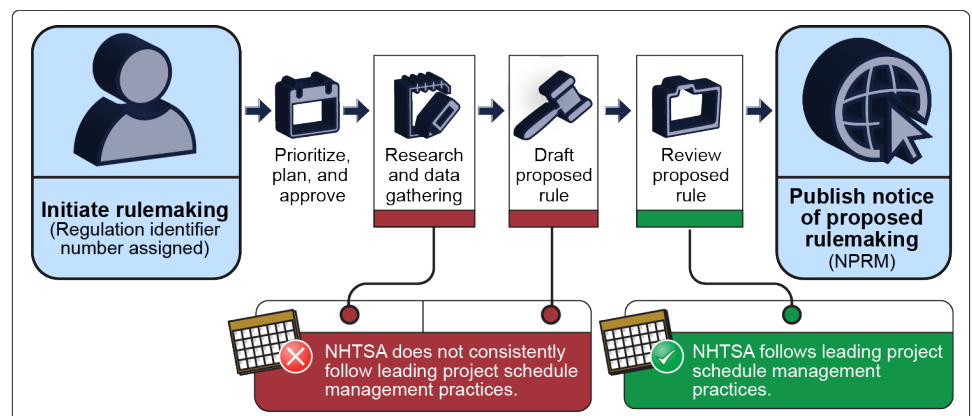 Initiate rulemaking
(Regulation identifier
number assigned)
Prioritize,
plan, and
approve
Research
and data
gathering
Draft
proposed
rule
Review
proposed
rule
Publish notice
of proposed
rulemaking
(NPRM)
NHTSA does not consistently
follow leading project schedule
management practices.
NHTSA follows leading project
schedule management
practices.